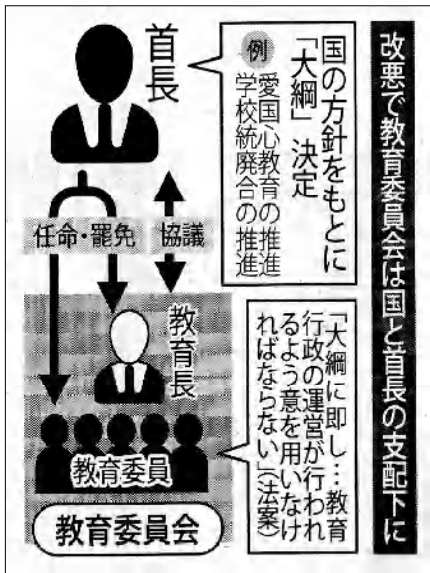 改悪で教育委員会は国と首長の支配下に
国の方針をもとに
「大綱」決定
例
愛国心教育の推進
学校統廃合の推進
首長
任命・罷免
協議
「大綱に即し…教育
行政の運営が行われ
るよう意を用いなけ
ればならない」(法案)
教育長
教育委員
教育委員会